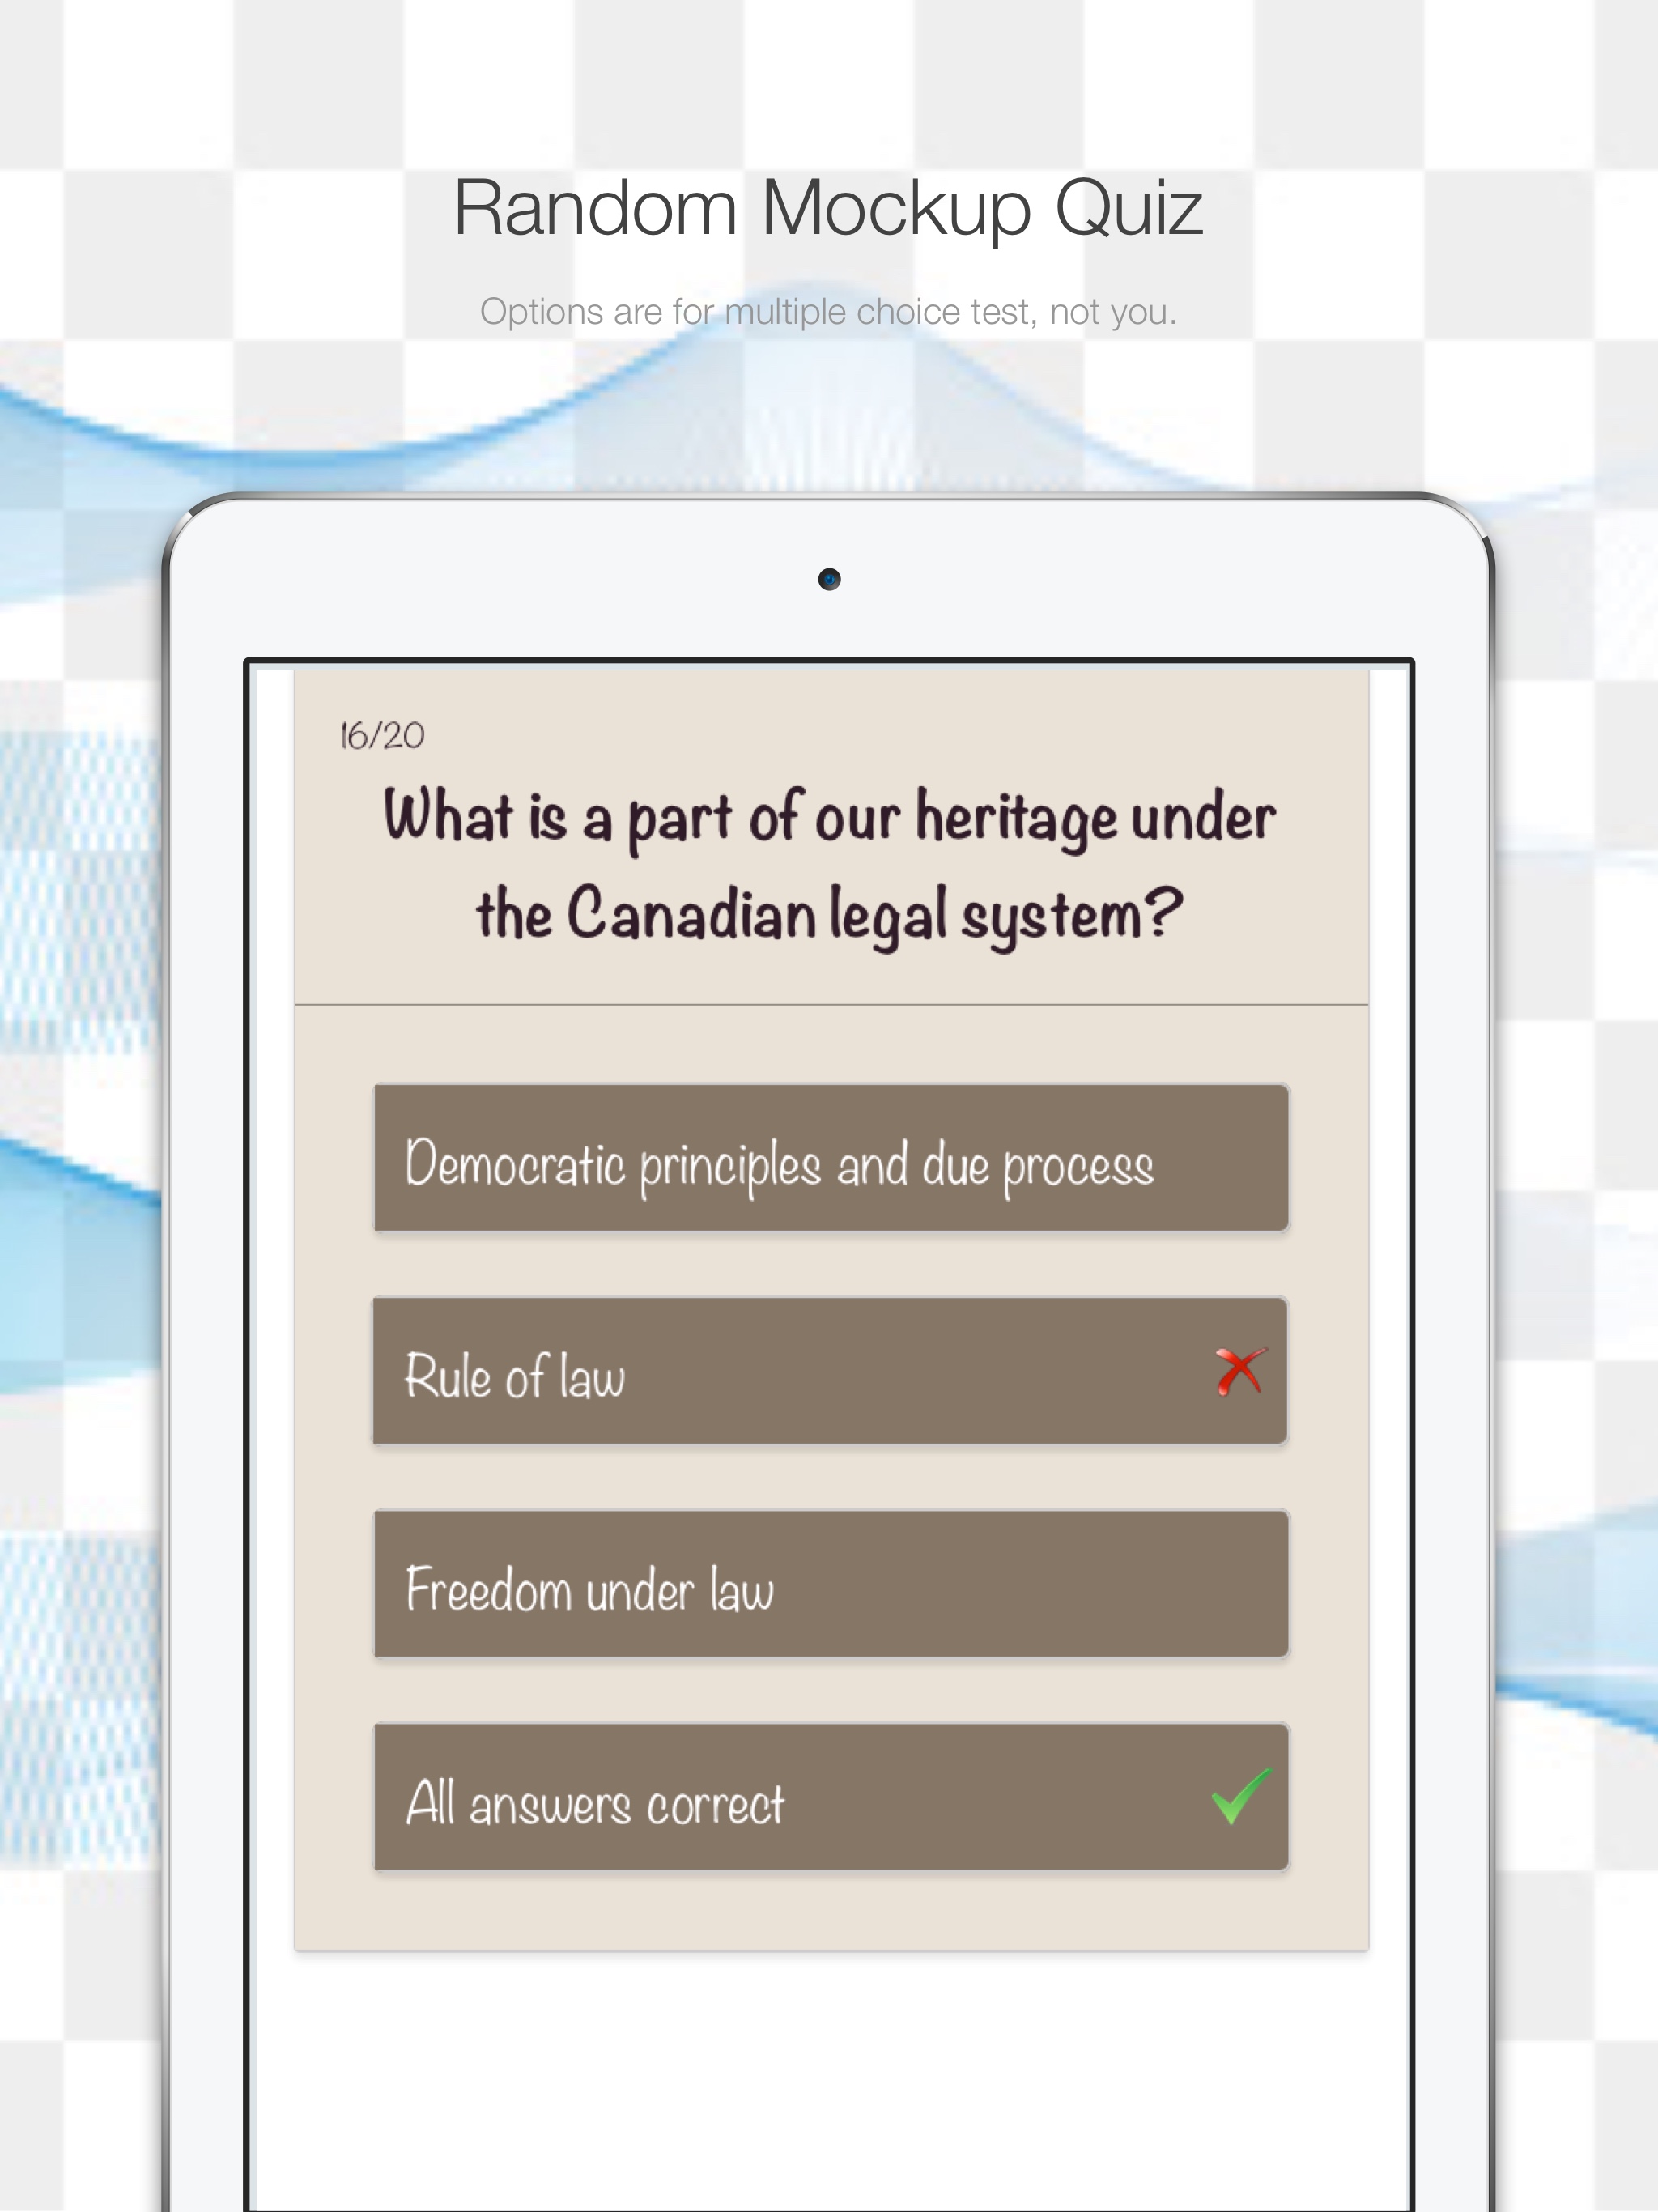 Random Mockup Quiz
Options are for multiple choice test, not you.
16/20
What is a part of our heritage under
the Canadian legal system?
Democratic principles and due process
Rule of law
Freedom under law
All answers correct